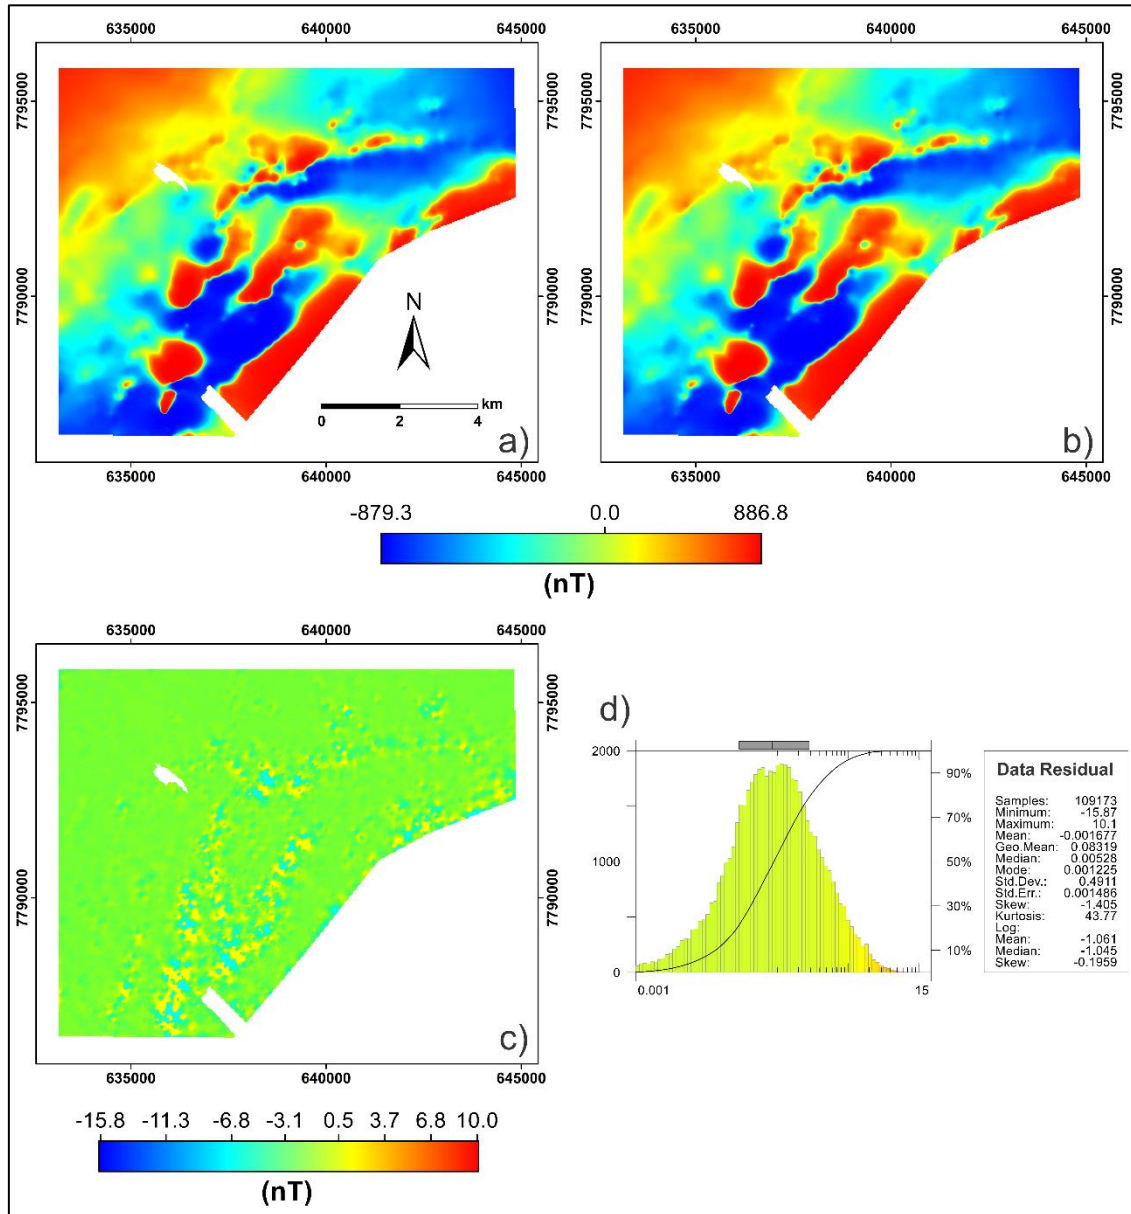 635000 640000 645000
635000 640000 645000
7795000
7795000
7795000
7795000
7790000
7790000
7790000
7790000
N
km
0 2 4
a)
b)
635000 640000 645000
635000 640000 645000
-879.3 0.0 886.8
(nT)
635000 640000 645000
7795000
7795000
7790000
7790000
c)
635000 640000 645000
-15.8 -11.3 -6.8 -3.1 0.5 3.7 6.8 10.0
(nT)
d)
2000
1000
0
90%
70%
50%
30%
10%
0.001 15
Data Residual
Samples: 109173
Minimum: -15.87
Maximum: 10.1
Mean: -0.001677
Geo.Mean: 0.08319
Median: 0.00528
Mode: 0.001225
Std.Dev.: 0.4911
Std.Err.: 0.001486
Skew: -1.405
Kurtosis: 43.77
Log:
Mean: -1.061
Median: -1.045
Skew: -0.1959